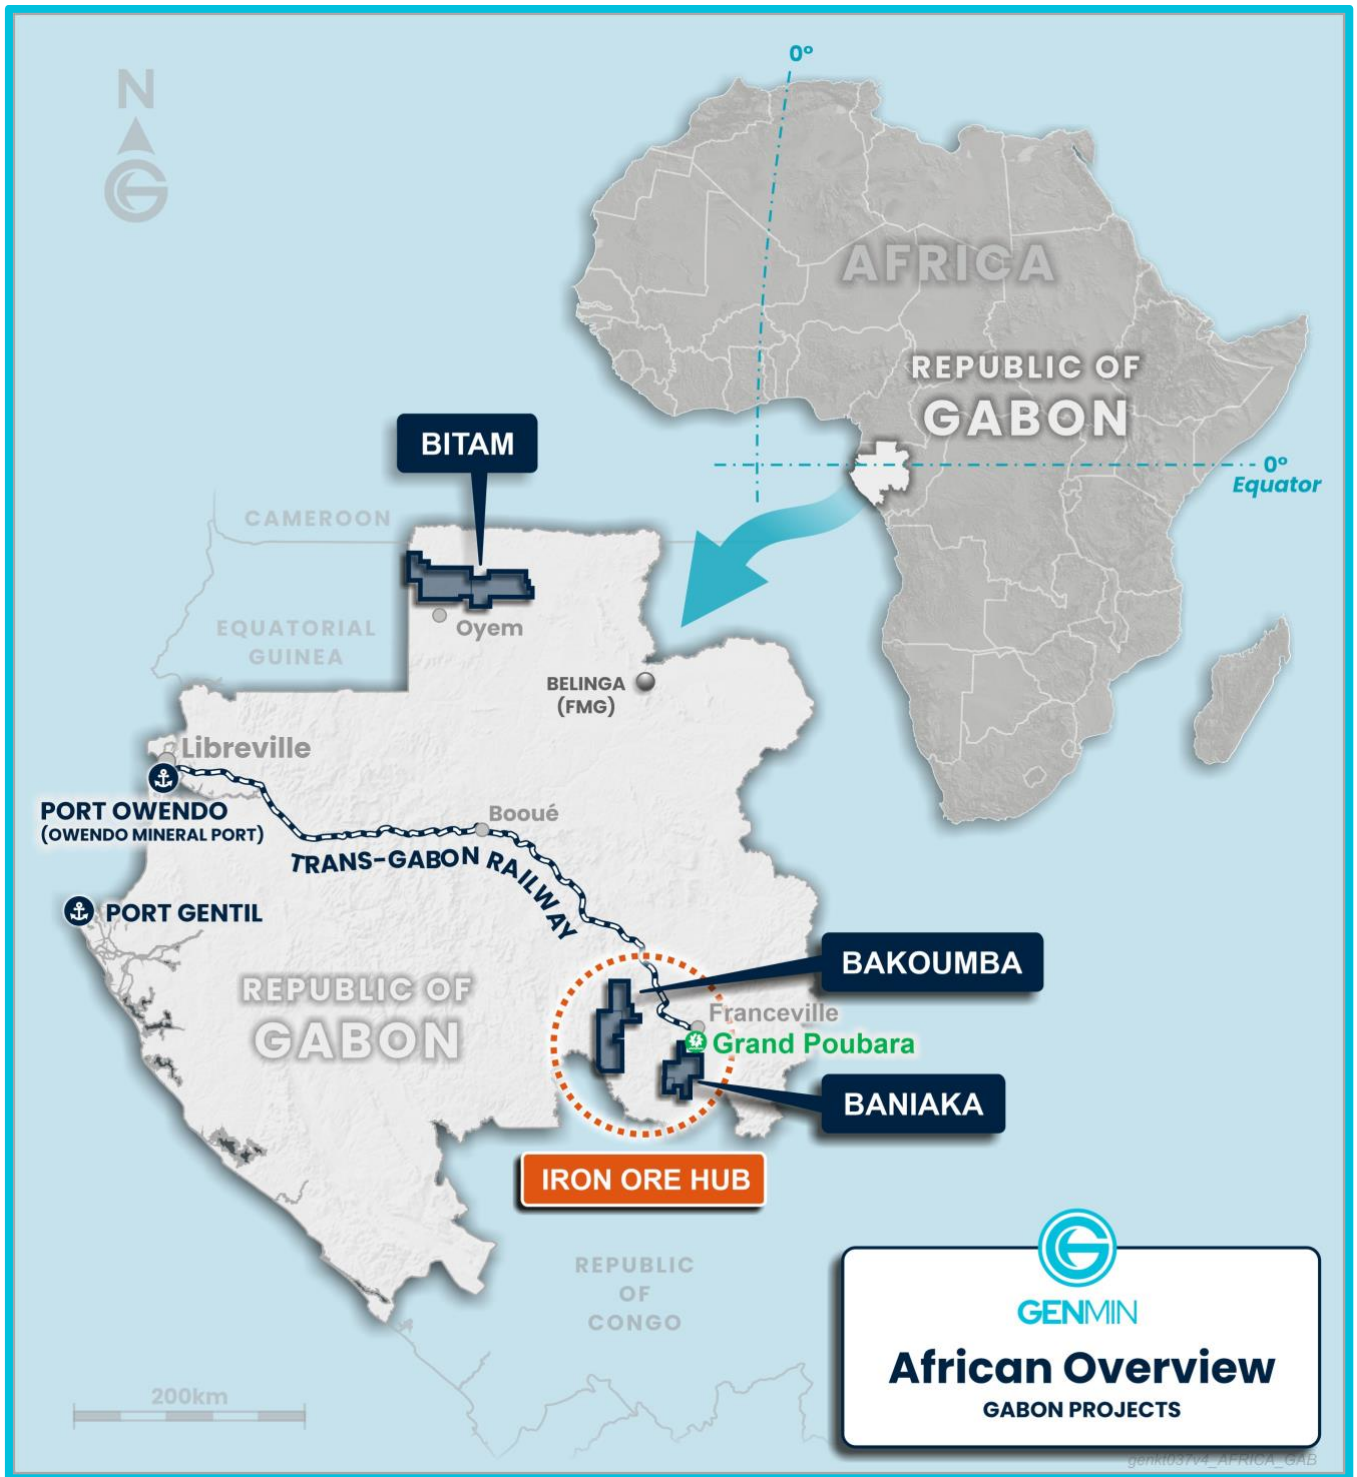 N
0°
AFRICA
REPUBLIC OF
GABON
0°
Equator
BITAM
CAMEROON
EQUATORIAL
GUINEA
Oyem
BELINGA
(FMG)
Libreville
PORT OWENDO
(OWENDO MINERAL PORT)
Booué
TRANS-GABON RAILWAY
PORT GENTIL
REPUBLIC OF
GABON
BAKOUMBA
Franceville
Grand Poubara
BANIAKA
IRON ORE HUB
REPUBLIC
OF
CONGO
200km
GENMIN
African Overview
GABON PROJECTS
genkt037v4_AFRICA_GAB